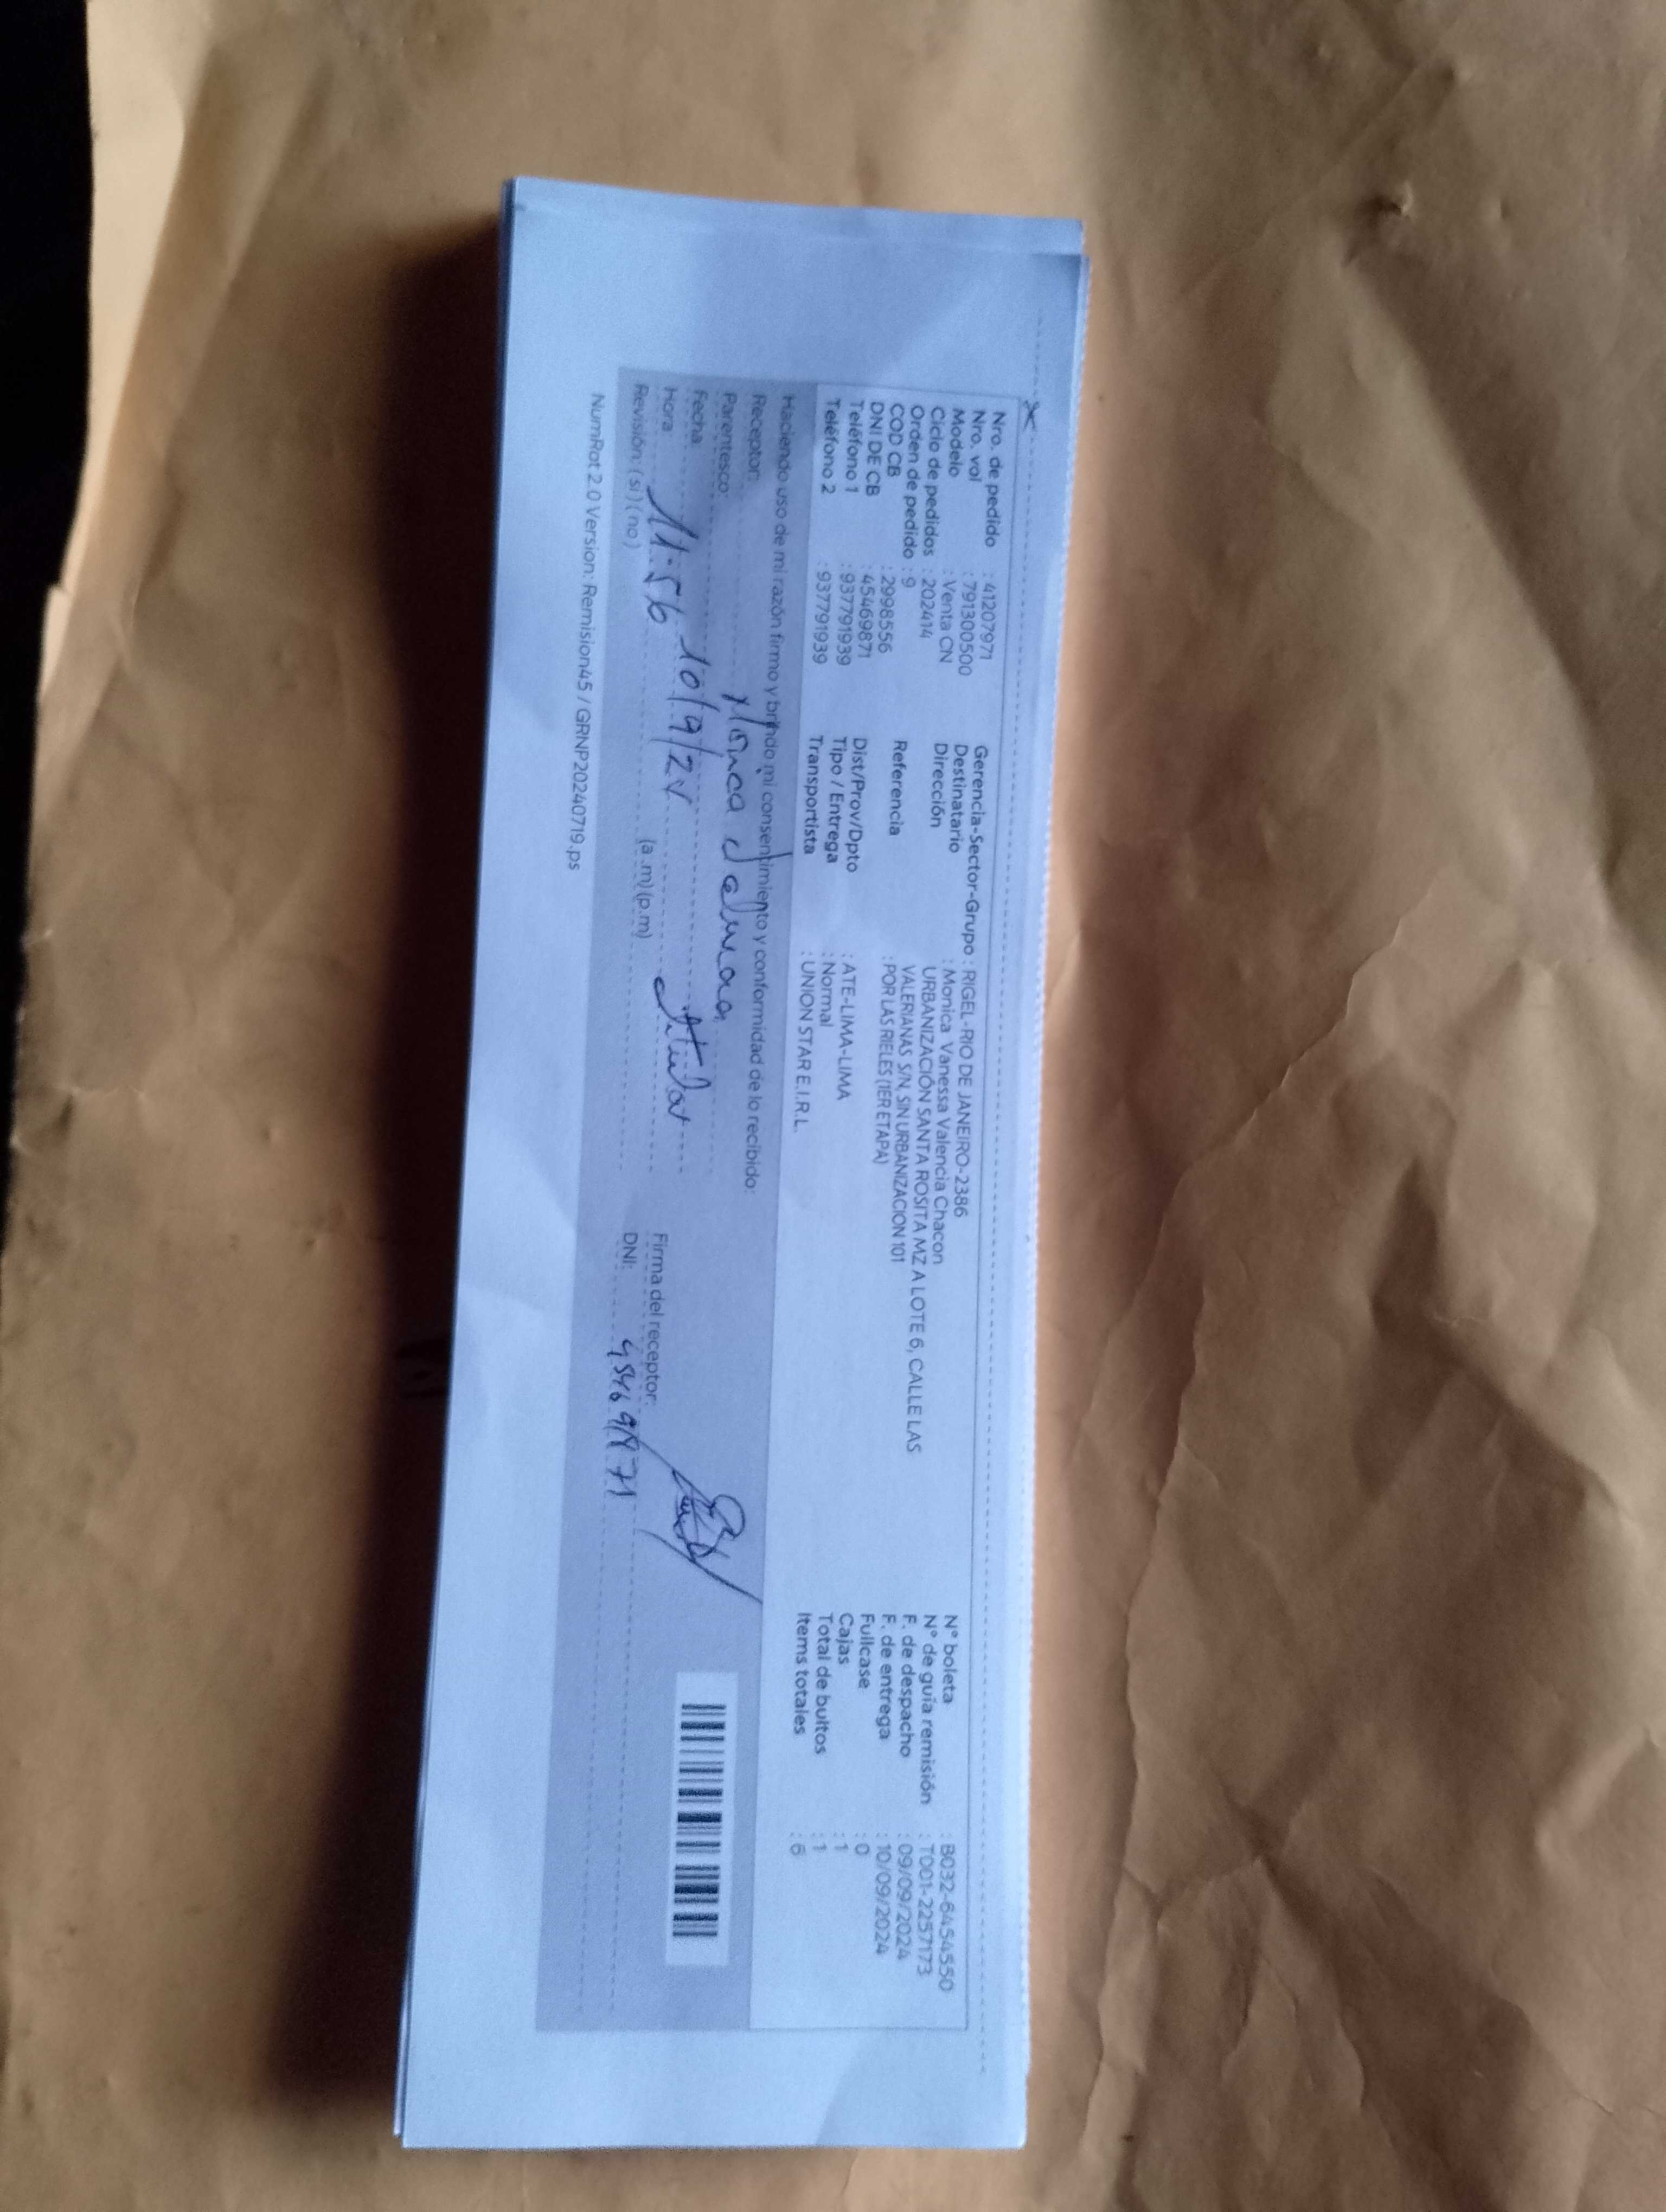 Nro. de pedido : 41207971
Nro. vol : 791300500
Modelo : Venta CN
Ciclo de pedidos : 202414
Orden de pedido : 9
COD CB : 2998556
DNI DE CB : 45469871
Teléfono 1 : 937791939
Teléfono 2 : 937791939
Gerencia-Sector-Grupo : RIGEL-RIO DE JANEIRO-2386
Destinatario : Monica Vanessa Valencia Chacon
Dirección URBANIZACIÓN SANTA ROSITA MZ A LOTE 6, CALLE LAS
VALERIANAS S/N, SIN URBANIZACION 101
Referencia : POR LAS RIELES (1ER ETAPA)
Dist/Prov/Dpto : ATE-LIMA-LIMA
Tipo / Entrega : Normal
Transportista : UNION STAR E.I.R.L.
N° boleta : B032-6454550
N° de guía remisión : T001-2257173
F. de despacho : 09/09/2024
F. de entrega : 10/09/2024
Fullcase : 0
Cajas : 1
Total de bultos : 1
Items totales : 6
Haciendo uso de mi razón firmo y brindo mi consentimiento y conformidad de lo recibido:
Receptor: Mónica
Parentesco: titular
Fecha: 10/9/24
Hora: 11:56 (a.m) (p.m)
Revisión: (si) (no)
Firma del receptor:
DNI: 45469871
NumRot 2.0 Version: Remision45 / GRNP20240719.ps